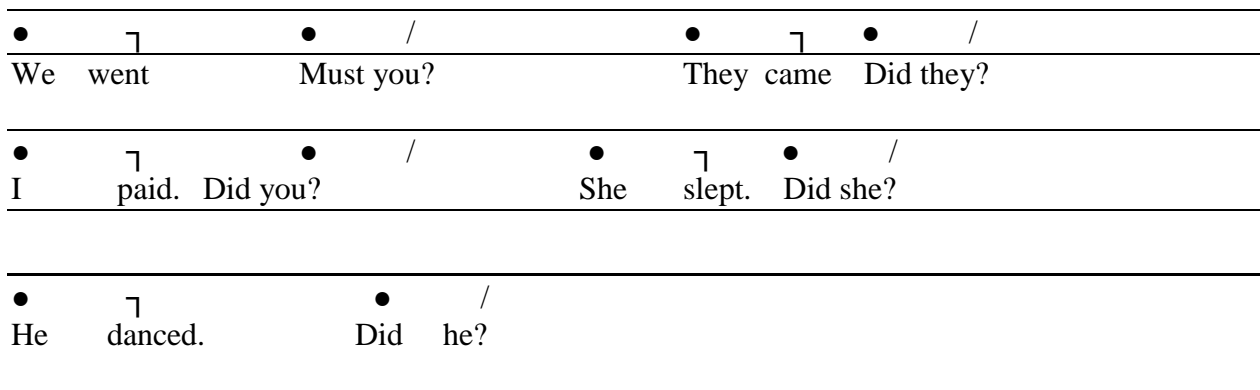 ● ┐ ● / ● ┐ ● /
We went Must you? They came Did they?
● ┐ ● / ● ┐ ● /
I paid. Did you? She slept. Did she?
● ┐ ● /
He danced. Did he?